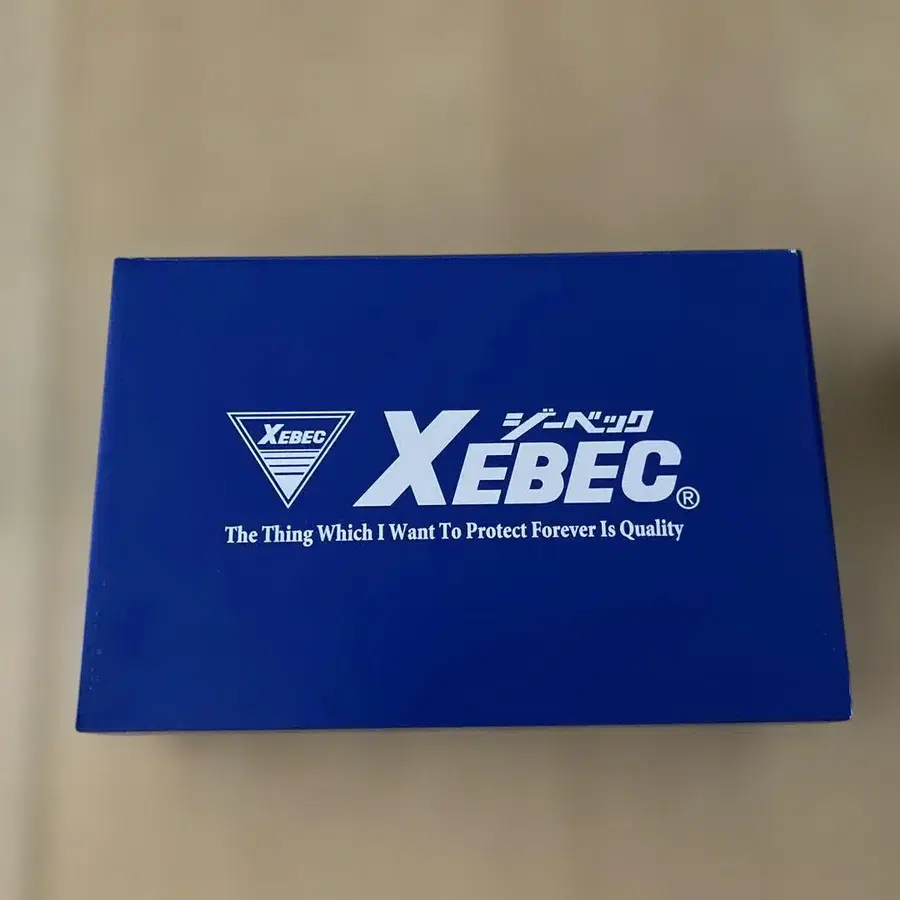 XEBEC
ジーベック
XEBEC®
The Thing Which I Want To Protect Forever Is Quality